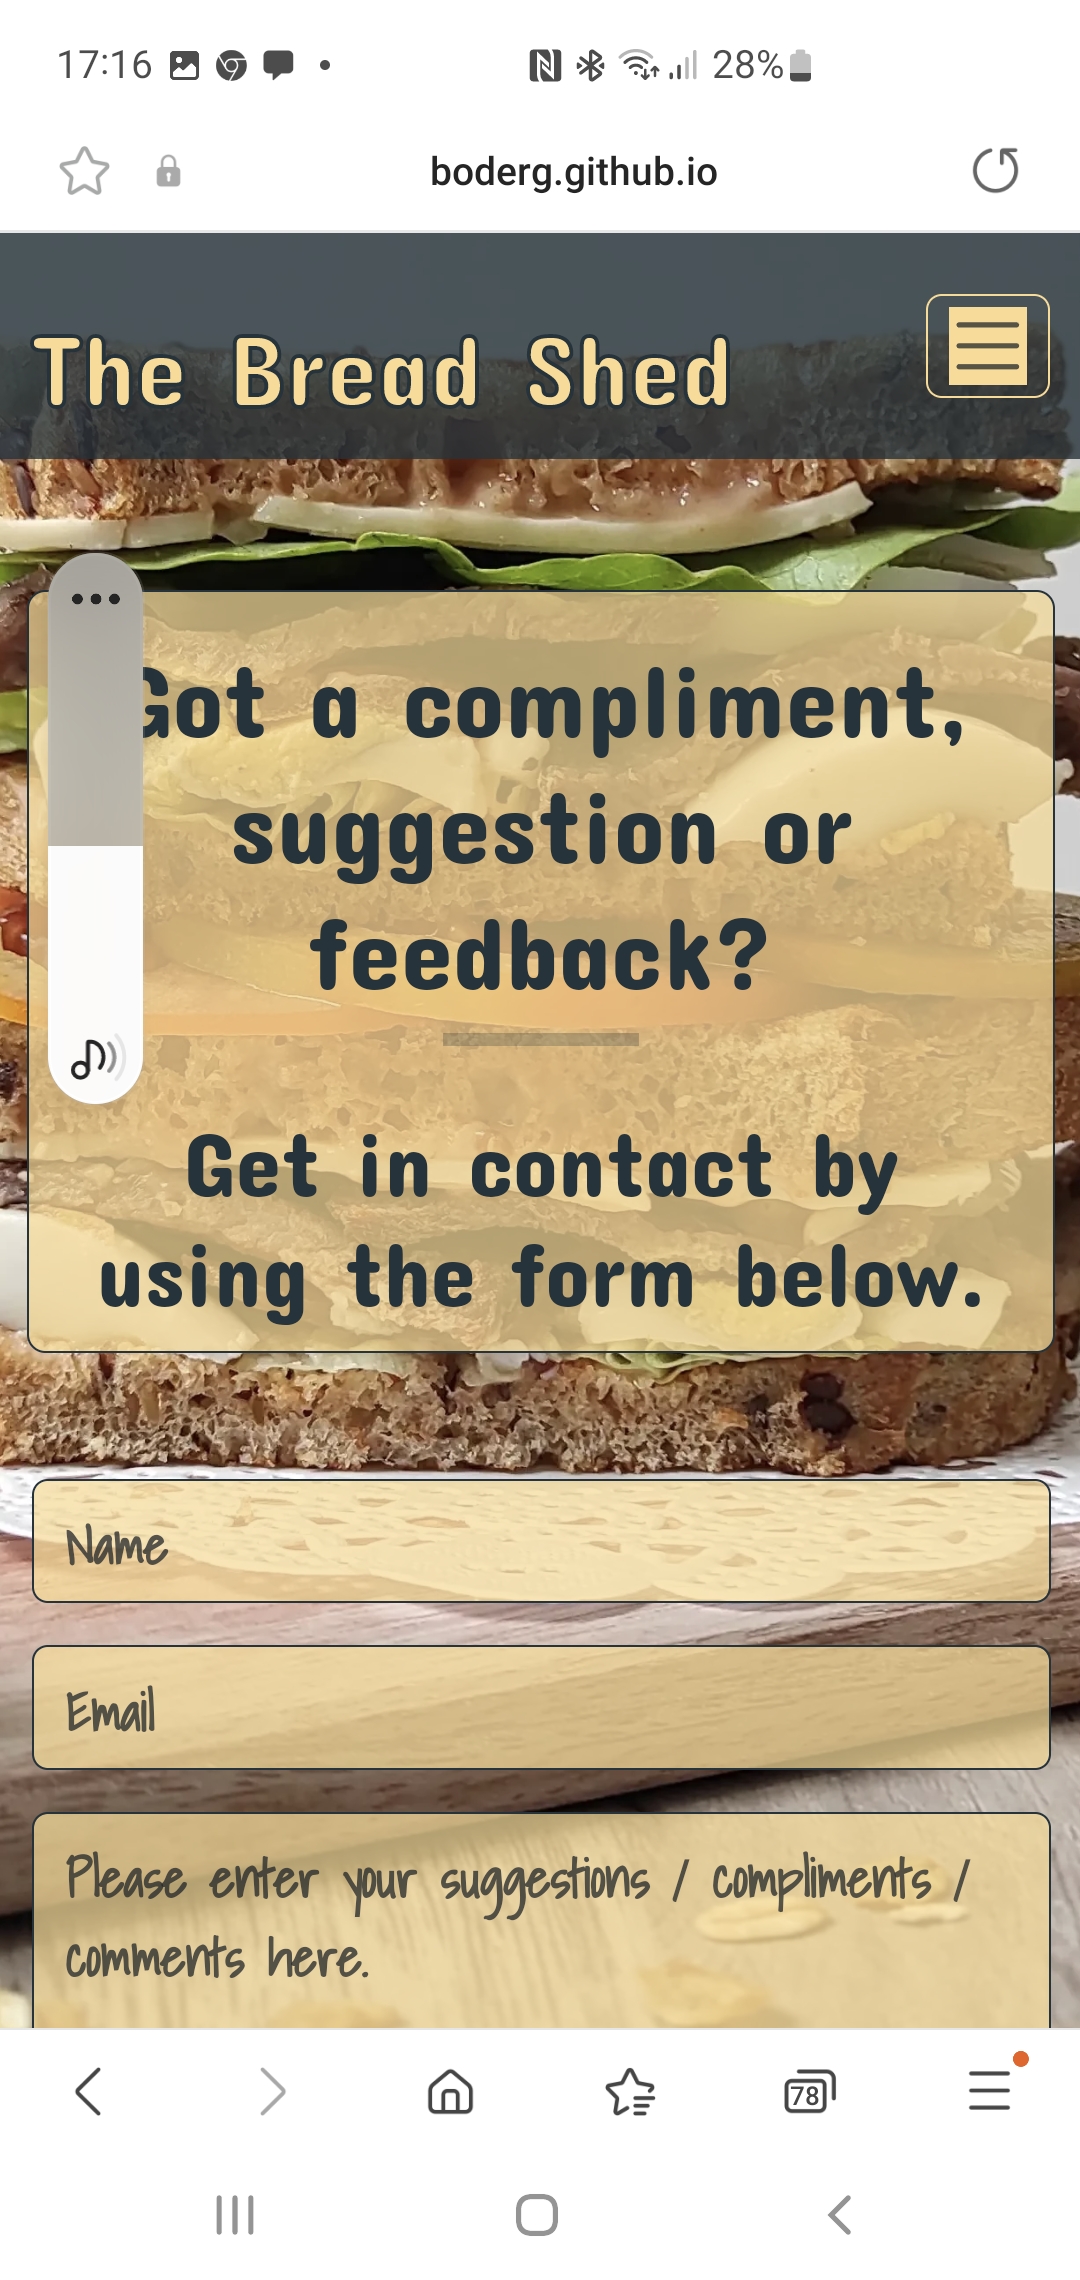 17:16 28%
boderg.github.io
The Bread Shed
Got a compliment,
suggestion or
feedback?
Get in contact by
using the form below.
Name
Email
Please enter your suggestions / compliments /
comments here.
78